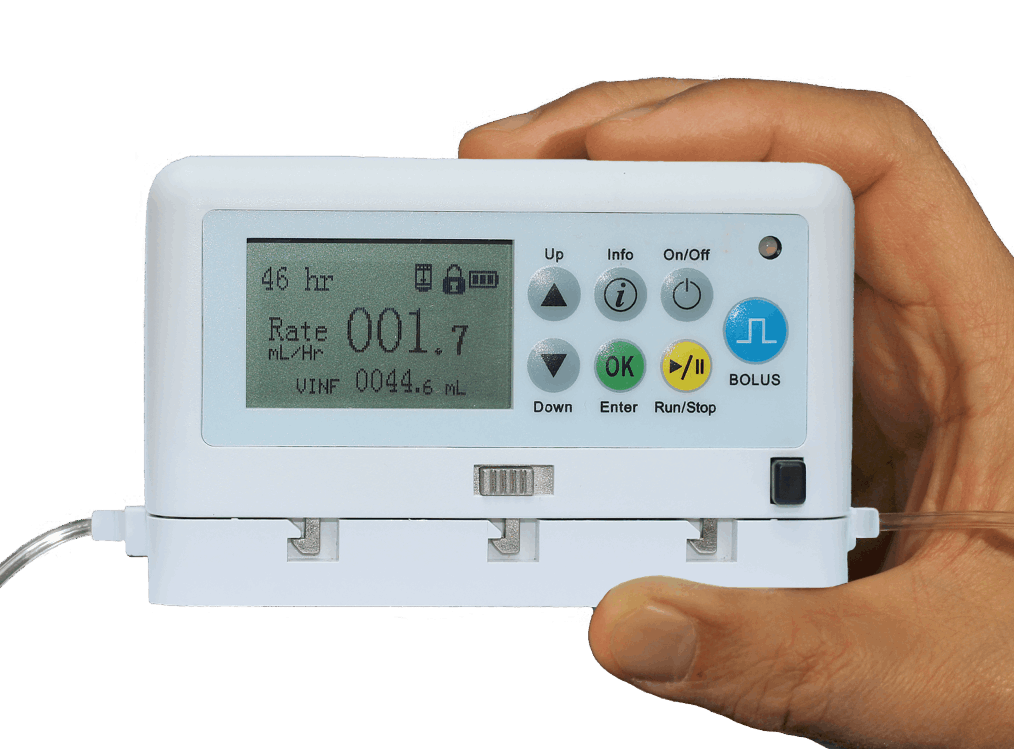 46 hr
Rate 001.7
mL/Hr
VINF 0044.6 mL
Up Info On/Off
i
OK
BOLUS
Down Enter Run/Stop